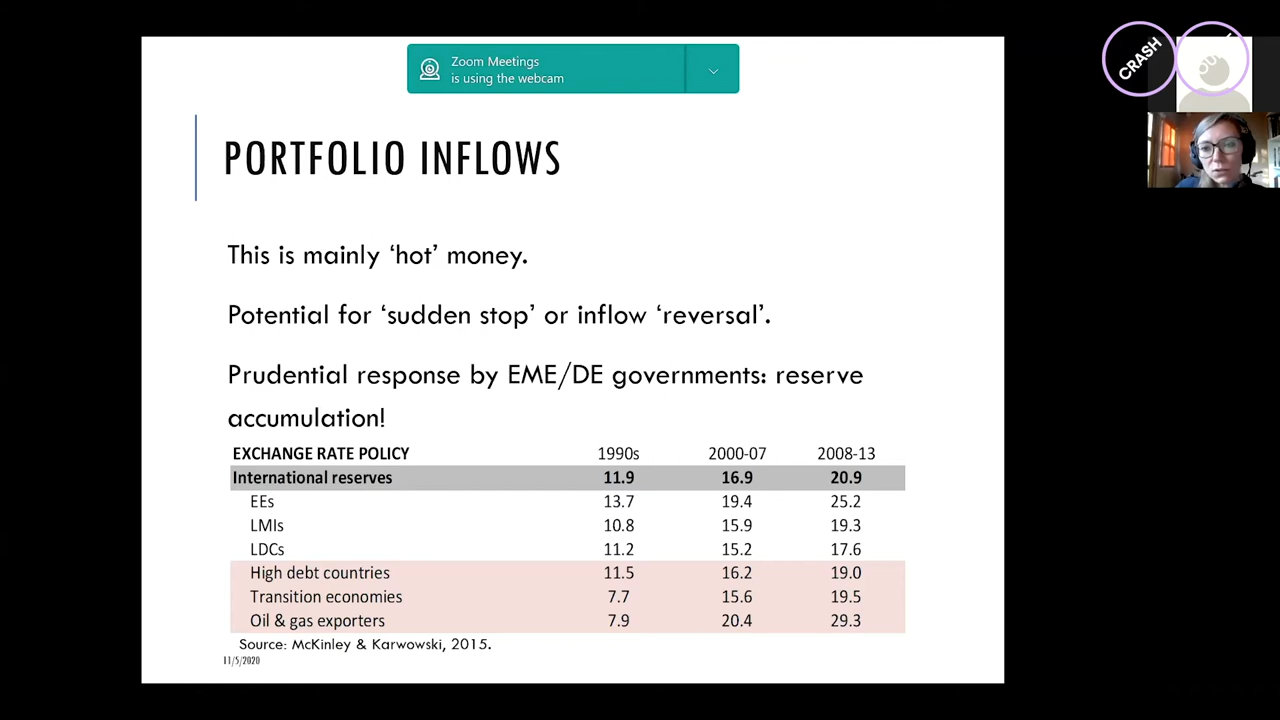 Zoom Meetings
is using the webcam
CRASH
PORTFOLIO INFLOWS
This is mainly ‘hot’ money.
Potential for ‘sudden stop’ or inflow ‘reversal’.
Prudential response by EME/DE governments: reserve
accumulation!
EXCHANGE RATE POLICY 1990s 2000-07 2008-13
International reserves 11.9 16.9 20.9
EEs 13.7 19.4 25.2
LMIs 10.8 15.9 19.3
LDCs 11.2 15.2 17.6
High debt countries 11.5 16.2 19.0
Transition economies 7.7 15.6 19.5
Oil & gas exporters 7.9 20.4 29.3
Source: McKinley & Karwowski, 2015.
11/5/2020